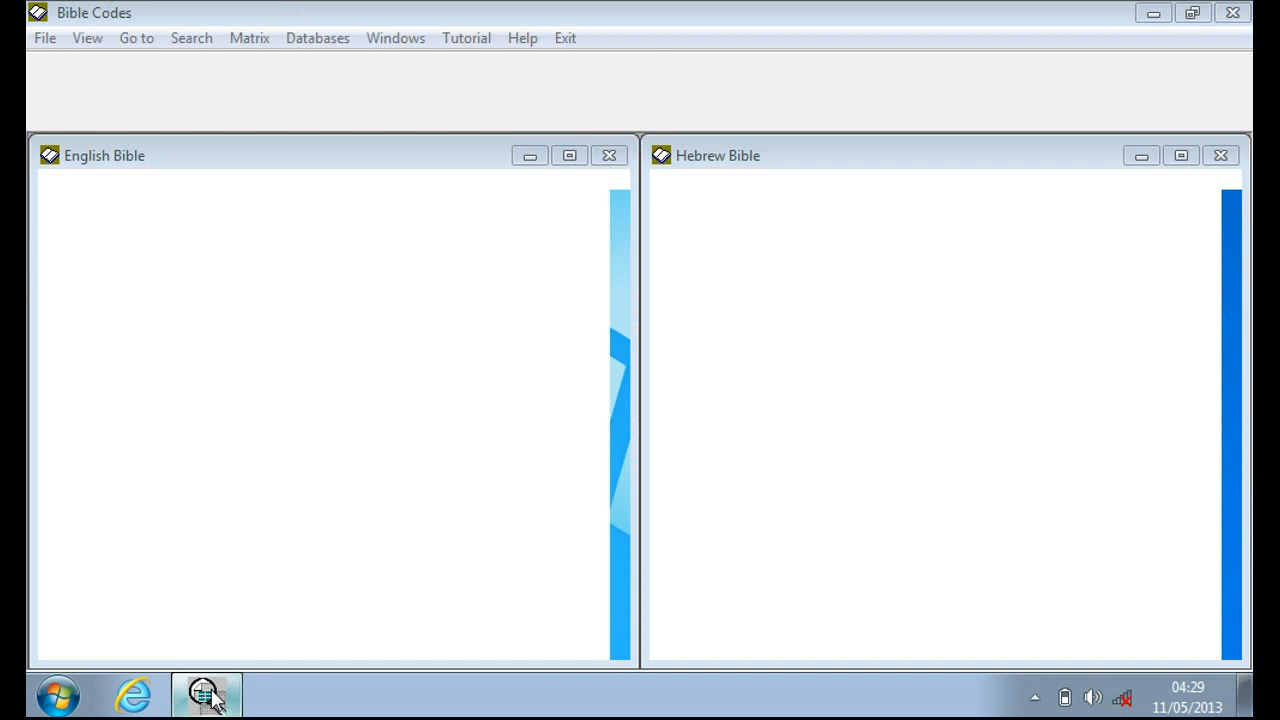 Bible Codes
File View Go to Search Matrix Databases Windows Tutorial Help Exit
English Bible
Hebrew Bible
04:29
11/05/2013